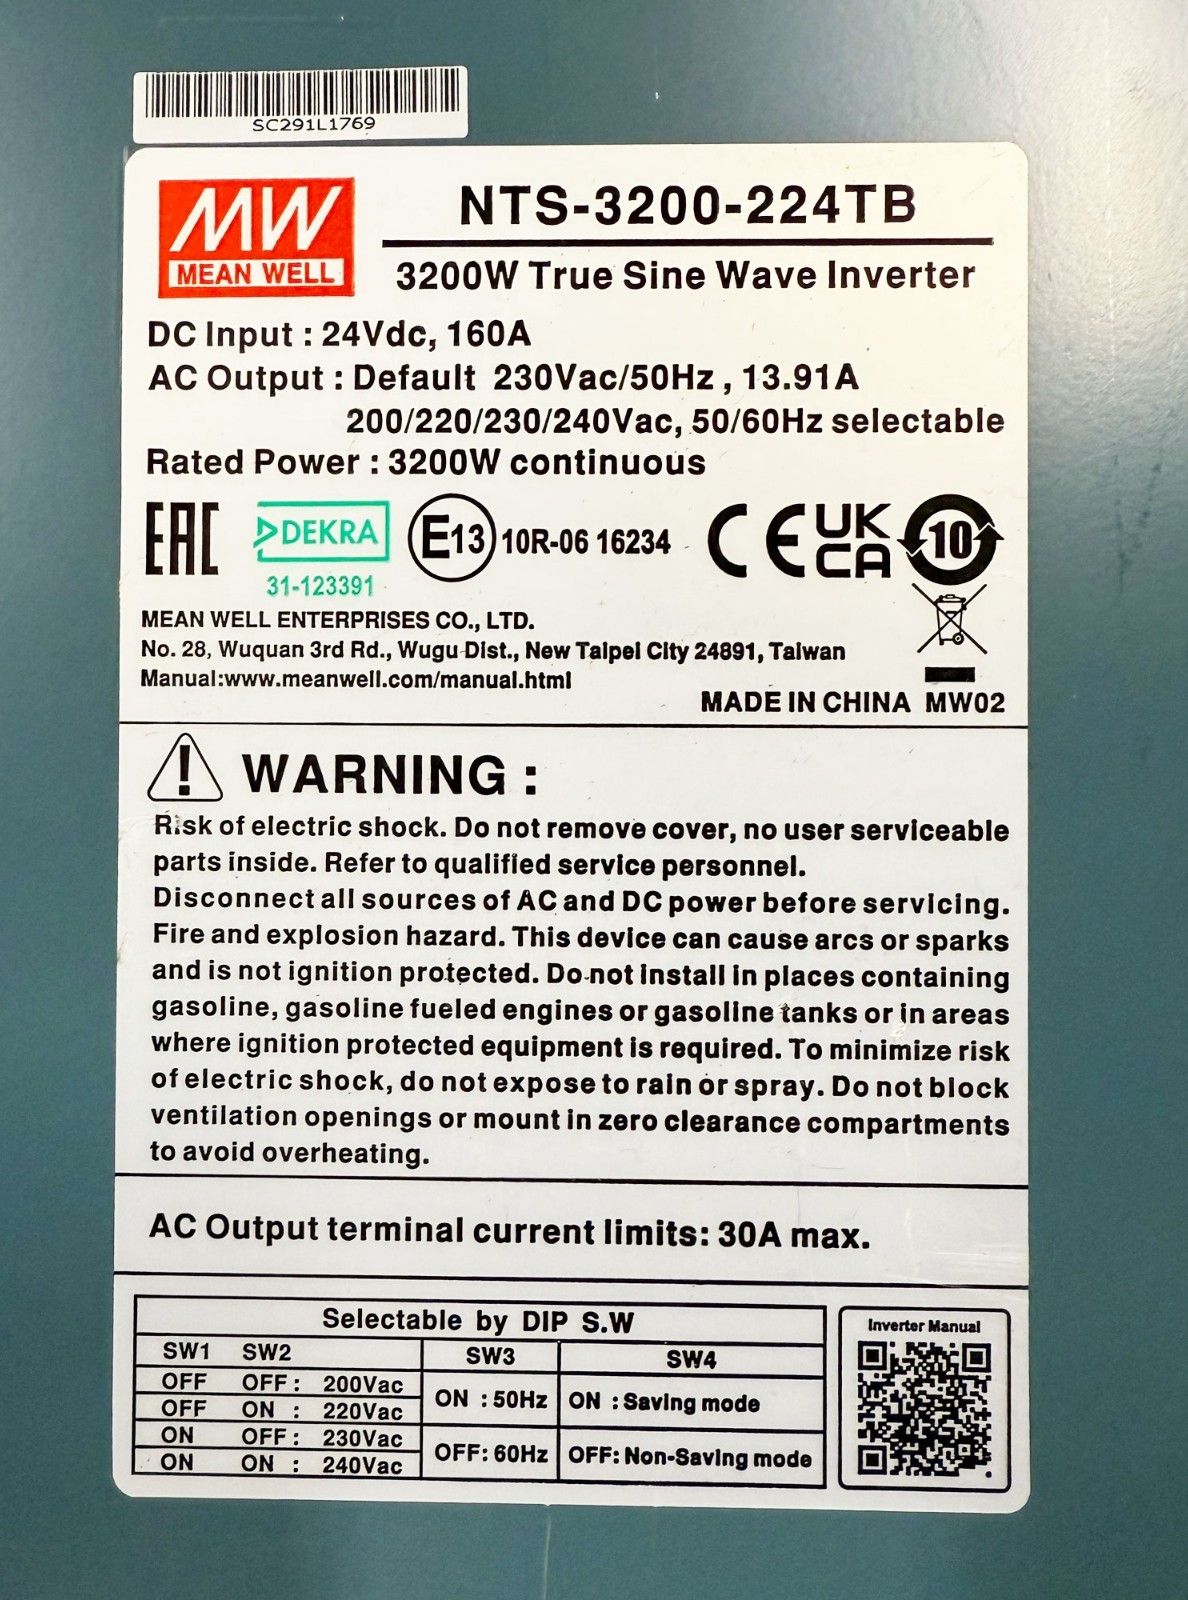 SC291L1769
MW
MEAN WELL
NTS-3200-224TB
3200W True Sine Wave Inverter
DC Input : 24Vdc, 160A
AC Output : Default 230Vac/50Hz , 13.91A
200/220/230/240Vac, 50/60Hz selectable
Rated Power : 3200W continuous
EAC
DEKRA
31-123391
E13 10R-06 16234
CE
UK
CA
10
MEAN WELL ENTERPRISES CO., LTD.
No. 28, Wuquan 3rd Rd., Wugu Dist., New Taipei City 24891, Taiwan
Manual:www.meanwell.com/manual.html
MADE IN CHINA MW02
! WARNING :
Risk of electric shock. Do not remove cover, no user serviceable
parts inside. Refer to qualified service personnel.
Disconnect all sources of AC and DC power before servicing.
Fire and explosion hazard. This device can cause arcs or sparks
and is not ignition protected. Do not install in places containing
gasoline, gasoline fueled engines or gasoline tanks or in areas
where ignition protected equipment is required. To minimize risk
of electric shock, do not expose to rain or spray. Do not block
ventilation openings or mount in zero clearance compartments
to avoid overheating.
AC Output terminal current limits: 30A max.
Selectable by DIP S.W
SW1 SW2 SW3 SW4
OFF OFF : 200Vac
OFF ON : 220Vac
ON OFF : 230Vac
ON ON : 240Vac
ON : 50Hz
OFF: 60Hz
ON : Saving mode
OFF: Non-Saving mode
Inverter Manual